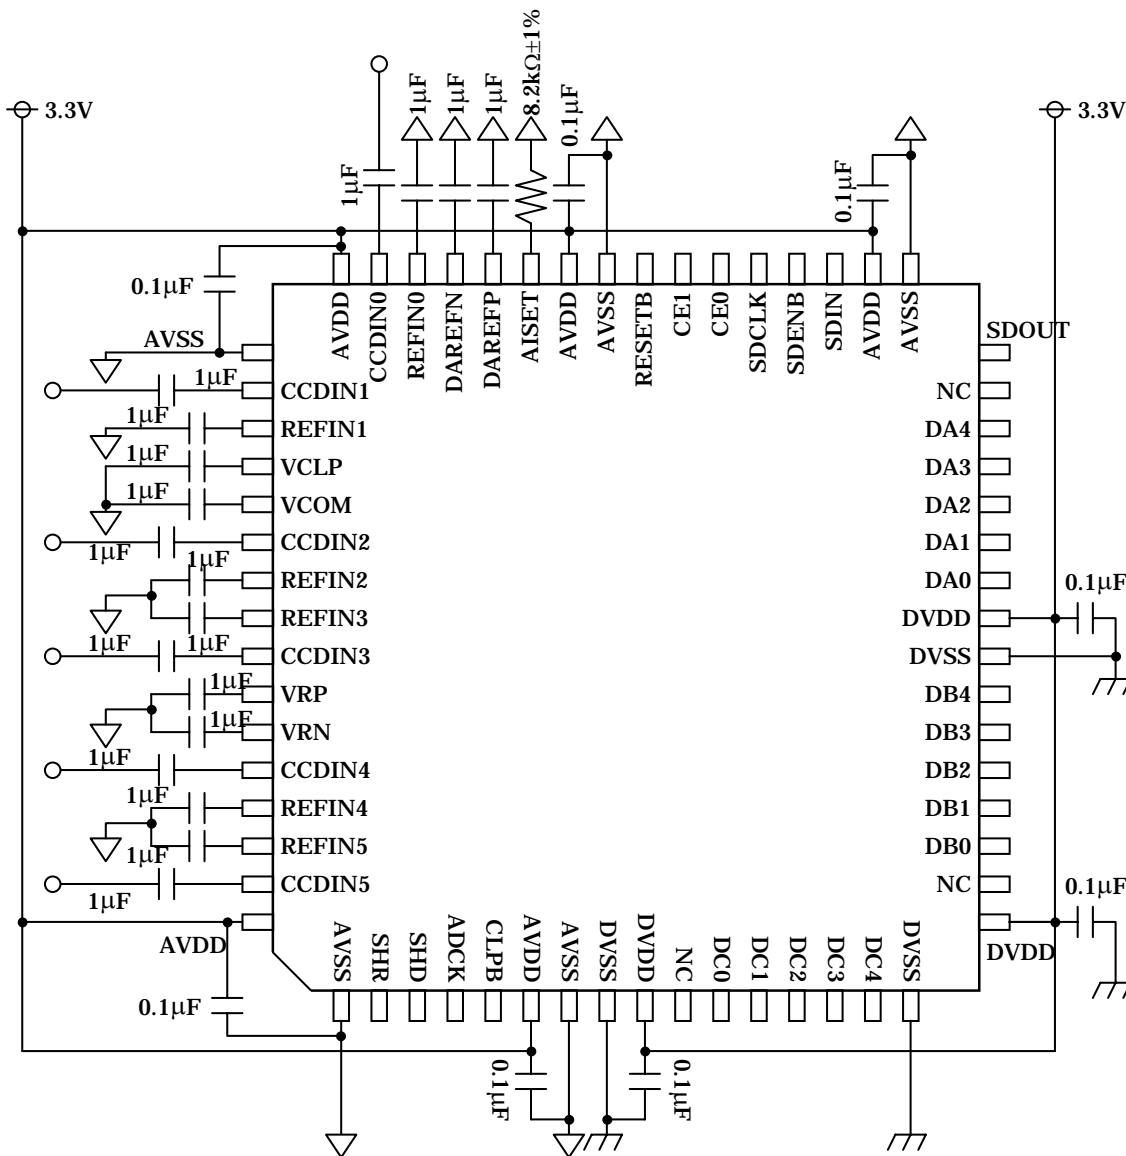 3.3V
3.3V
1μF
1μF
1μF
1μF
8.2kΩ±1%
0.1μF
0.1μF
0.1μF
AVDD
CCDIN0
REFIN0
DAREFN
DAREFP
AISET
AVDD
AVSS
RESETB
CE1
CE0
SDCLK
SDENB
SDIN
AVDD
AVSS
AVSS
SDOUT
1μF
CCDIN1
NC
1μF
REFIN1
DA4
1μF
VCLP
DA3
1μF
VCOM
DA2
1μF
CCDIN2
DA1
1μF
REFIN2
DA0
0.1μF
REFIN3
DVDD
1μF
1μF
CCDIN3
DVSS
1μF
VRP
DB4
1μF
VRN
DB3
1μF
CCDIN4
DB2
1μF
REFIN4
DB1
1μF
REFIN5
DB0
1μF
CCDIN5
NC
0.1μF
AVDD
DVDD
AVSS
SHR
SHD
ADCK
CLPB
AVDD
AVSS
DVSS
DVDD
NC
DC0
DC1
DC2
DC3
DC4
DVSS
0.1μF
0.1μF
0.1μF